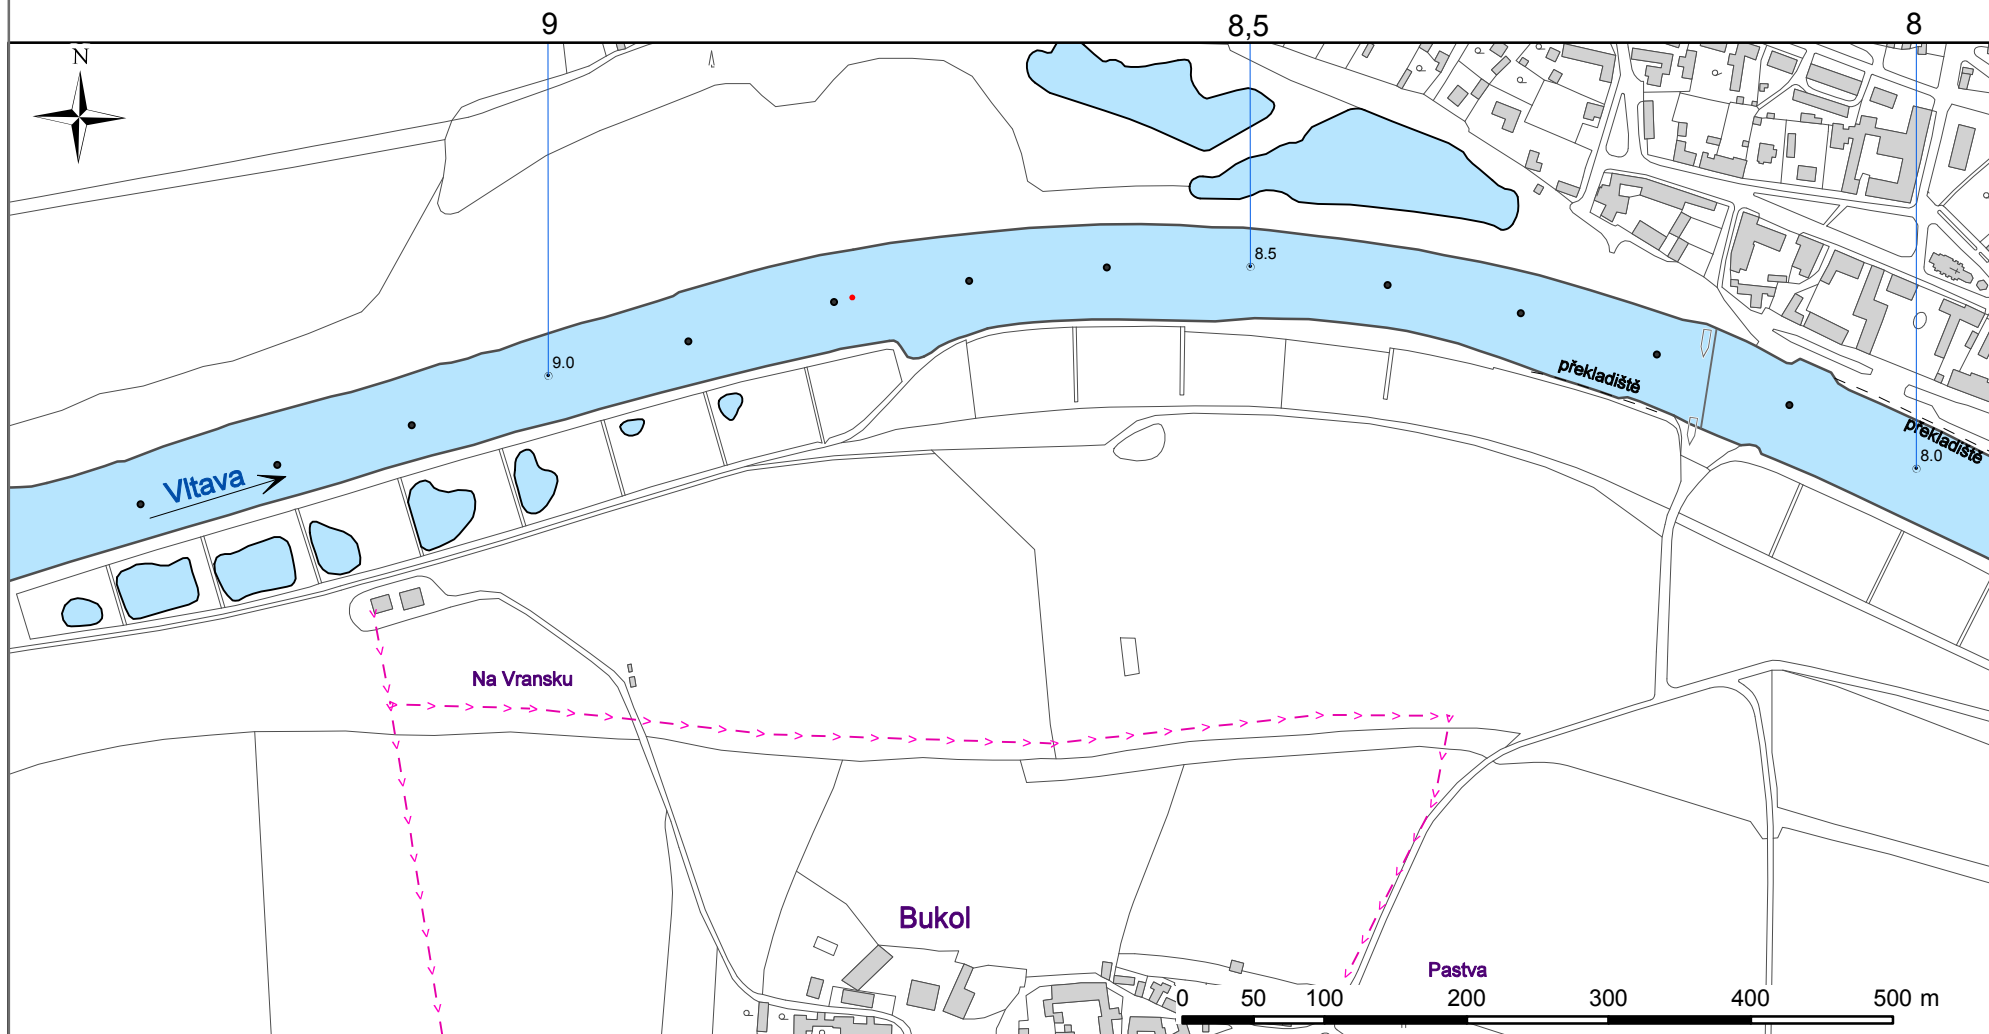 9
8,5
8
N
8.5
9.0
překladiště
překladiště
8.0
Vltava
Na Vransku
Bukol
Pastva
0 50 100 200 300 400 500 m